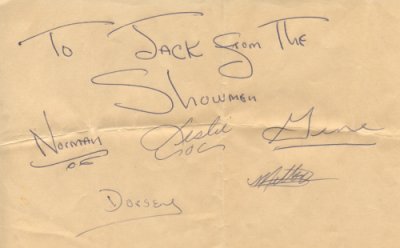 To Jack from The
Showmen
Norman Leslie Gene
Dorsey